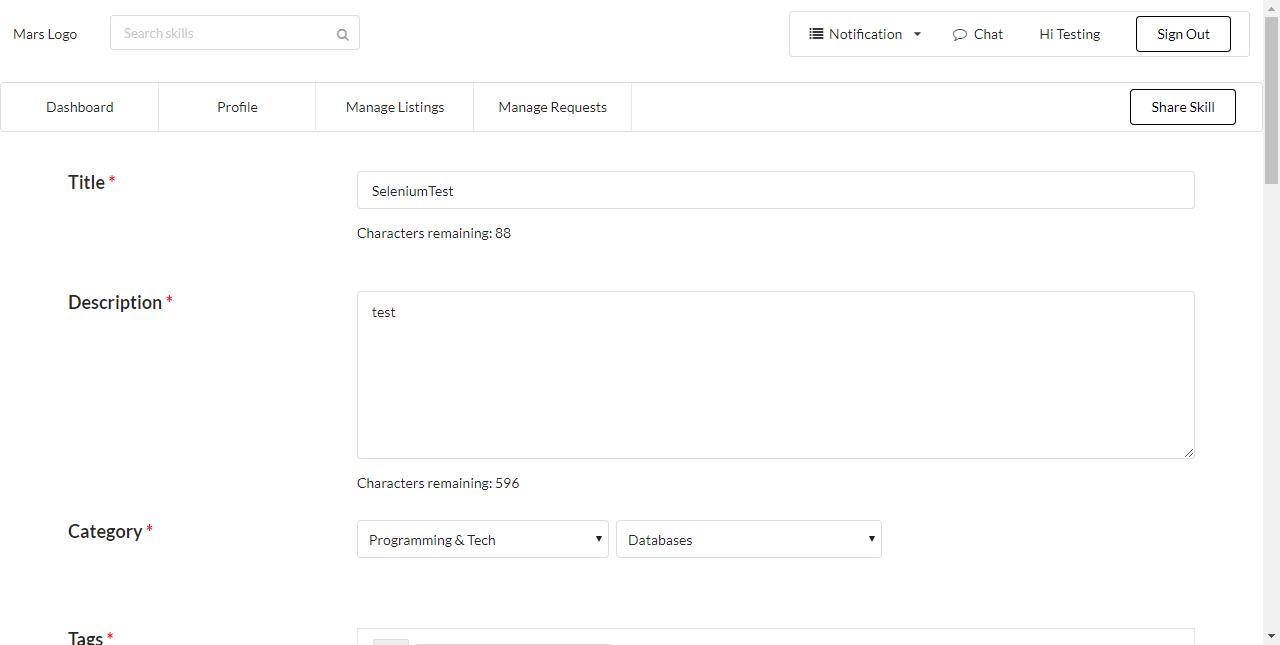 Mars Logo Search skills Notification Chat Hi Testing Sign Out
Dashboard Profile Manage Listings Manage Requests Share Skill
Title * SeleniumTest
Characters remaining: 88
Description * test
Characters remaining: 596
Category * Programming & Tech Databases
Tags *